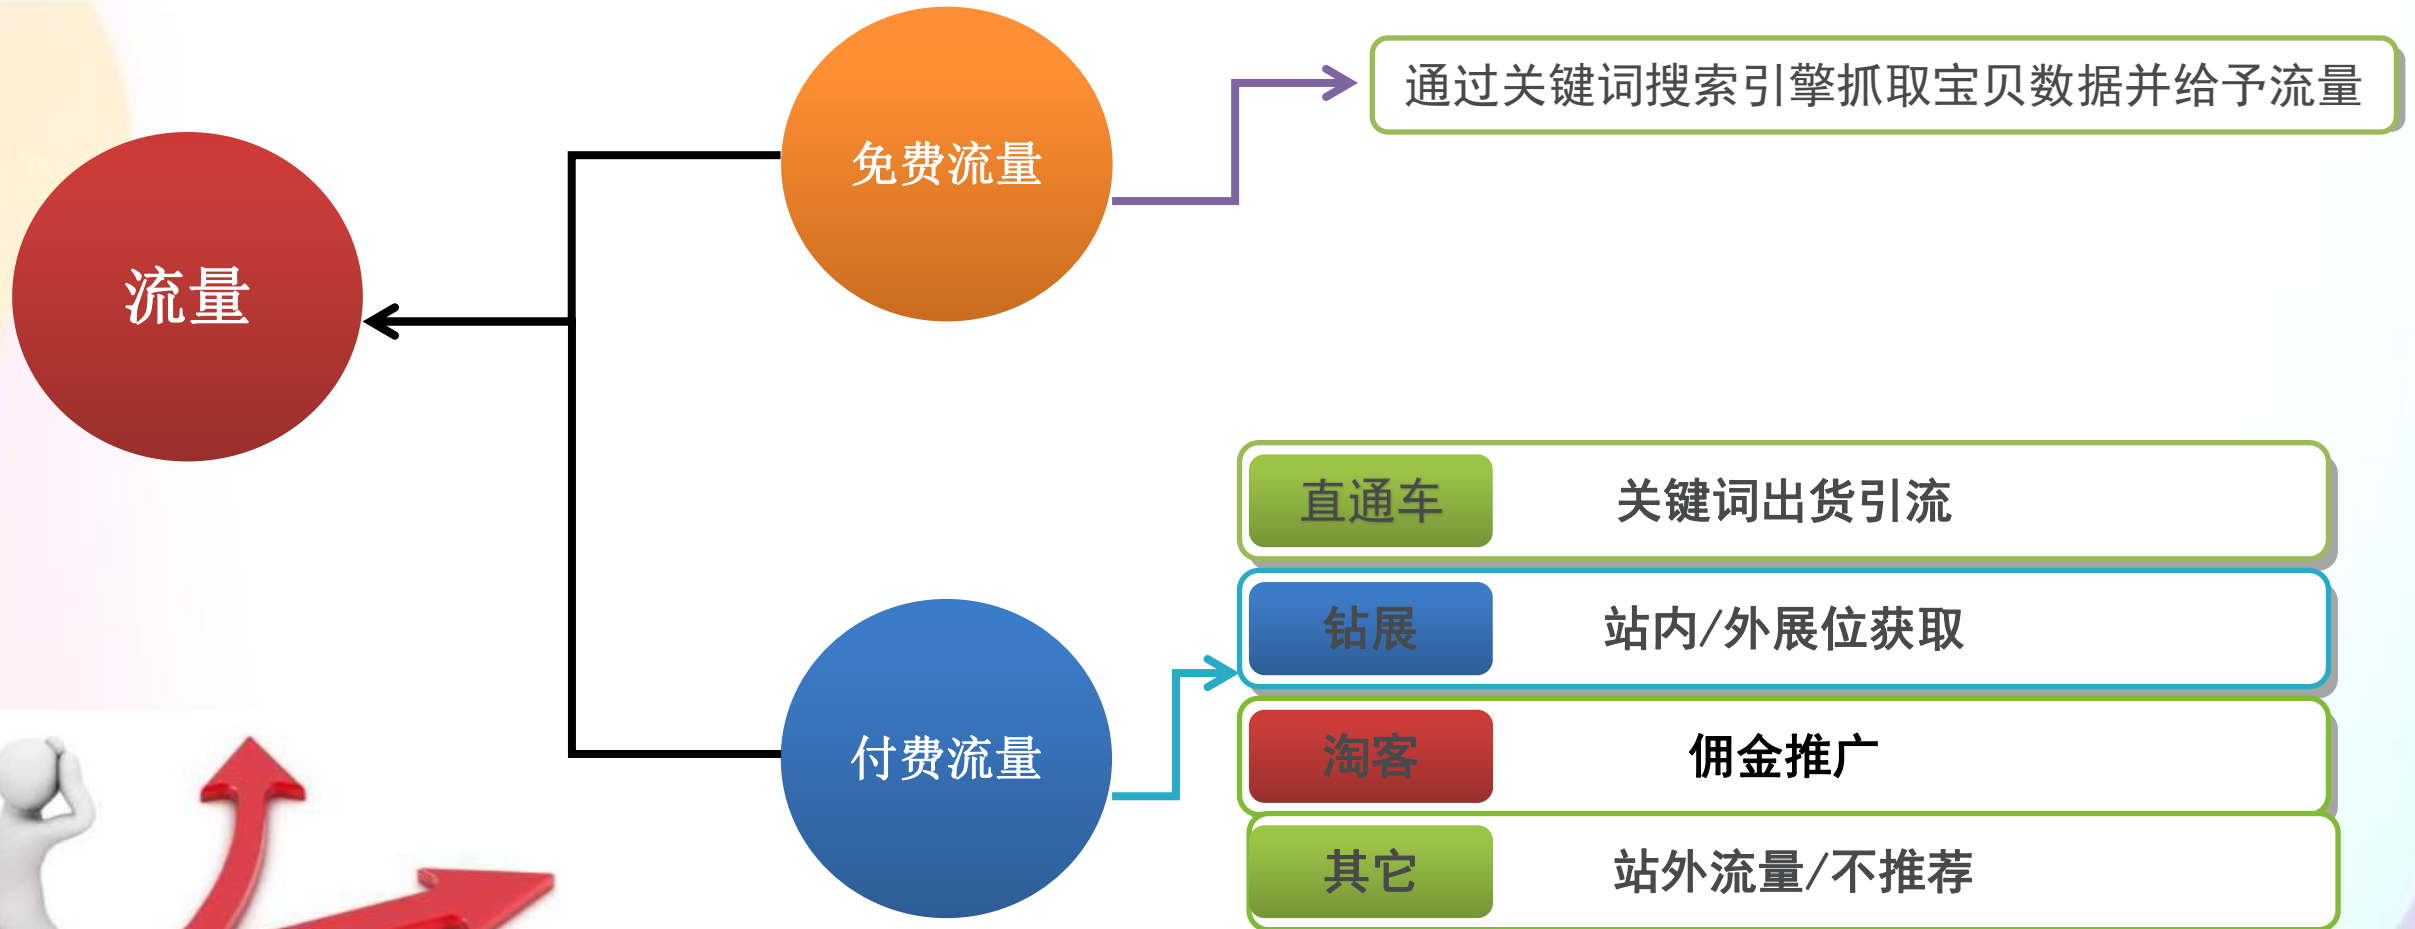 流量
免费流量
通过关键词搜索引擎抓取宝贝数据并给予流量
付费流量
直通车 关键词出货引流
钻展 站内/外展位获取
淘客 佣金推广
其它 站外流量/不推荐